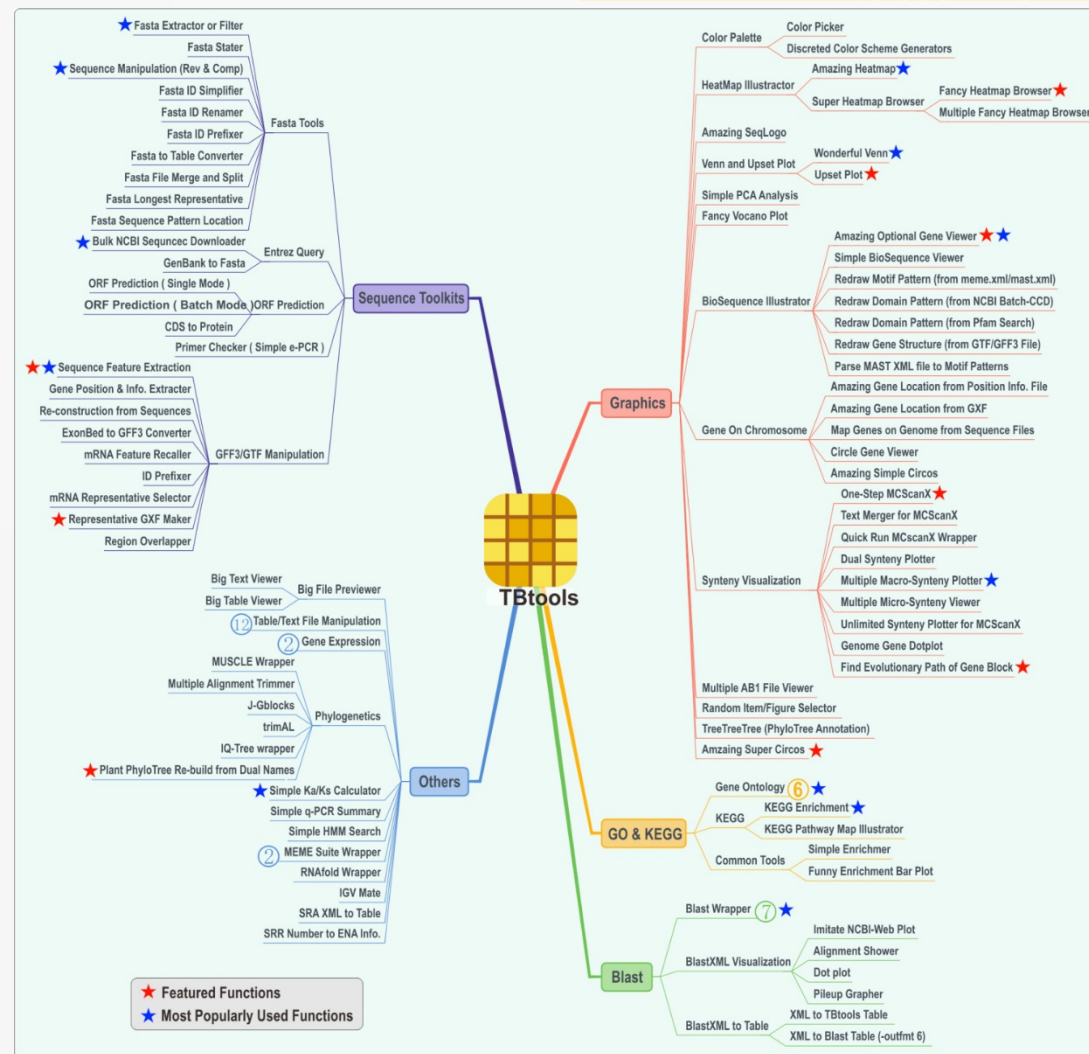 Fasta Extractor or Filter
Fasta Stater
Sequence Manipulation (Rev & Comp)
Fasta ID Simplifier
Fasta ID Renamer
Fasta ID Prefixer
Fasta to Table Converter
Fasta File Merge and Split
Fasta Longest Representative
Fasta Sequence Pattern Location
Fasta Tools
Bulk NCBI Sequncec Downloader
GenBank to Fasta
Entrez Query
ORF Prediction ( Single Mode )
ORF Prediction ( Batch Mode )
CDS to Protein
ORF Prediction
Primer Checker ( Simple e-PCR )
Sequence Toolkits
Sequence Feature Extraction
Gene Position & Info. Extracter
Re-construction from Sequences
ExonBed to GFF3 Converter
mRNA Feature Recaller
ID Prefixer
mRNA Representative Selector
Representative GXF Maker
Region Overlapper
GFF3/GTF Manipulation
TBtools
Big Text Viewer
Big Table Viewer
Big File Previewer
12 Table/Text File Manipulation
2 Gene Expression
MUSCLE Wrapper
Multiple Alignment Trimmer
J-Gblocks
trimAL
IQ-Tree wrapper
Plant PhyloTree Re-build from Dual Names
Phylogenetics
Others
Simple Ka/Ks Calculator
Simple q-PCR Summary
Simple HMM Search
2 MEME Suite Wrapper
RNAfold Wrapper
IGV Mate
SRA XML to Table
SRR Number to ENA Info.
Featured Functions
Most Popularly Used Functions
Graphics
Color Palette
Color Picker
Discreted Color Scheme Generators
HeatMap Illustractor
Amazing Heatmap
Super Heatmap Browser
Fancy Heatmap Browser
Multiple Fancy Heatmap Browser
Amazing SeqLogo
Venn and Upset Plot
Wonderful Venn
Upset Plot
Simple PCA Analysis
Fancy Vocano Plot
BioSequence Illustrator
Amazing Optional Gene Viewer
Simple BioSequence Viewer
Redraw Motif Pattern (from meme.xml/mast.xml)
Redraw Domain Pattern (from NCBI Batch-CCD)
Redraw Domain Pattern (from Pfam Search)
Redraw Gene Structure (from GTF/GFF3 File)
Parse MAST XML file to Motif Patterns
Gene On Chromosome
Amazing Gene Location from Position Info. File
Amazing Gene Location from GXF
Map Genes on Genome from Sequence Files
Circle Gene Viewer
Amazing Simple Circos
Synteny Visualization
One-Step MCScanX
Text Merger for MCScanX
Quick Run MCscanX Wrapper
Dual Synteny Plotter
Multiple Macro-Synteny Plotter
Multiple Micro-Synteny Viewer
Unlimited Synteny Plotter for MCScanX
Genome Gene Dotplot
Find Evolutionary Path of Gene Block
Multiple AB1 File Viewer
Random Item/Figure Selector
TreeTreeTree (PhyloTree Annotation)
Amzaing Super Circos
GO & KEGG
Gene Ontology 6
KEGG
KEGG Enrichment
KEGG Pathway Map Illustrator
Common Tools
Simple Enrichmer
Funny Enrichment Bar Plot
Blast
Blast Wrapper 7
BlastXML Visualization
Imitate NCBI-Web Plot
Alignment Shower
Dot plot
Pileup Grapher
BlastXML to Table
XML to TBtools Table
XML to Blast Table (-outfmt 6)